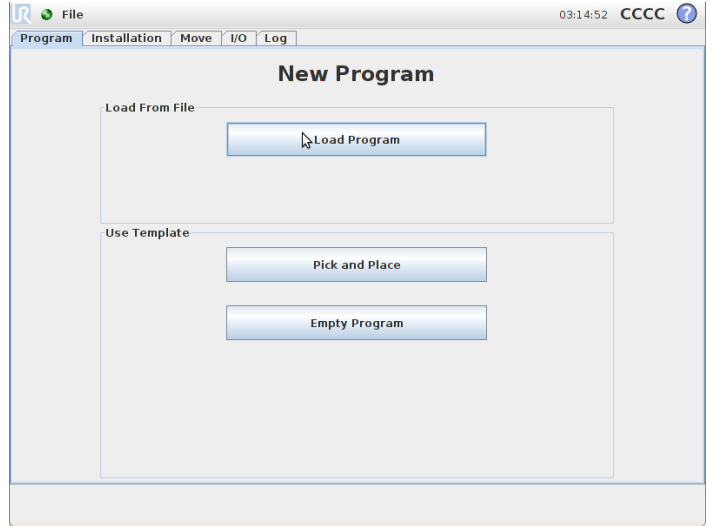 UR File 03:14:52 CCCC ?
Program Installation Move I/O Log
New Program
Load From File
Load Program
Use Template
Pick and Place
Empty Program